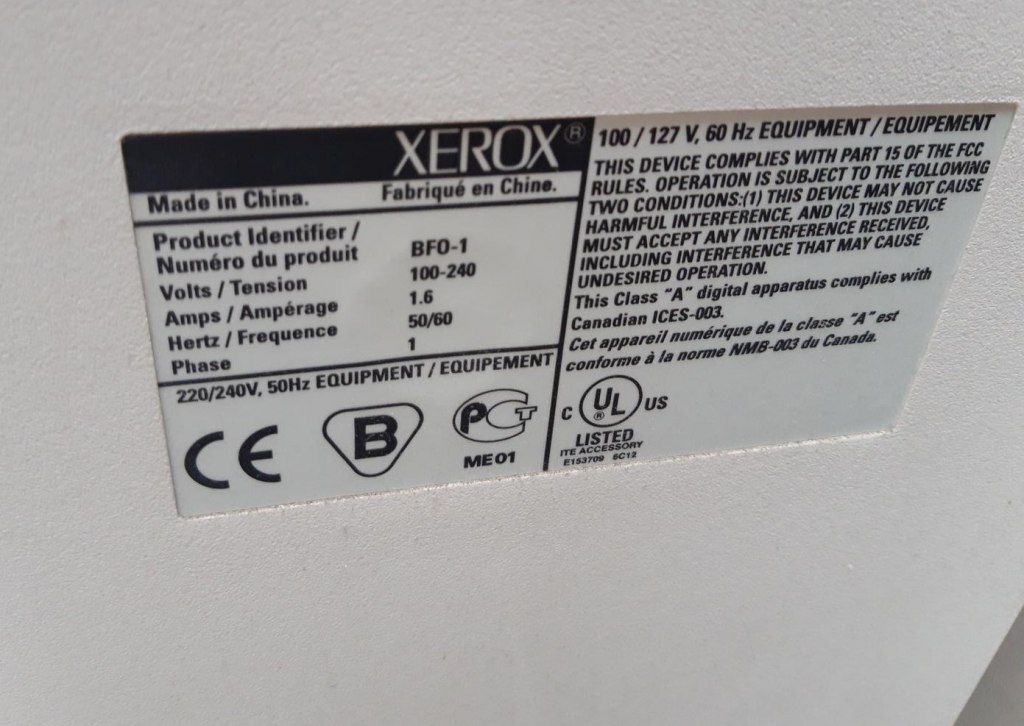 XEROX®
Made in China. Fabriqué en Chine.
Product Identifier /
Numéro du produit BFO-1
Volts / Tension 100-240
Amps / Ampérage 1.6
Hertz / Frequence 50/60
Phase 1
220/240V, 50Hz EQUIPMENT / EQUIPEMENT
CE B PCT
ME01
100 / 127 V, 60 Hz EQUIPMENT / EQUIPEMENT
THIS DEVICE COMPLIES WITH PART 15 OF THE FCC
RULES. OPERATION IS SUBJECT TO THE FOLLOWING
TWO CONDITIONS:(1) THIS DEVICE MAY NOT CAUSE
HARMFUL INTERFERENCE, AND (2) THIS DEVICE
MUST ACCEPT ANY INTERFERENCE RECEIVED,
INCLUDING INTERFERENCE THAT MAY CAUSE
UNDESIRED OPERATION.
This Class "A" digital apparatus complies with
Canadian ICES-003.
Cet appareil numérique de la classe "A" est
conforme à la norme NMB-003 du Canada.
C UL® US
LISTED
ITE ACCESSORY
E153709 6C12